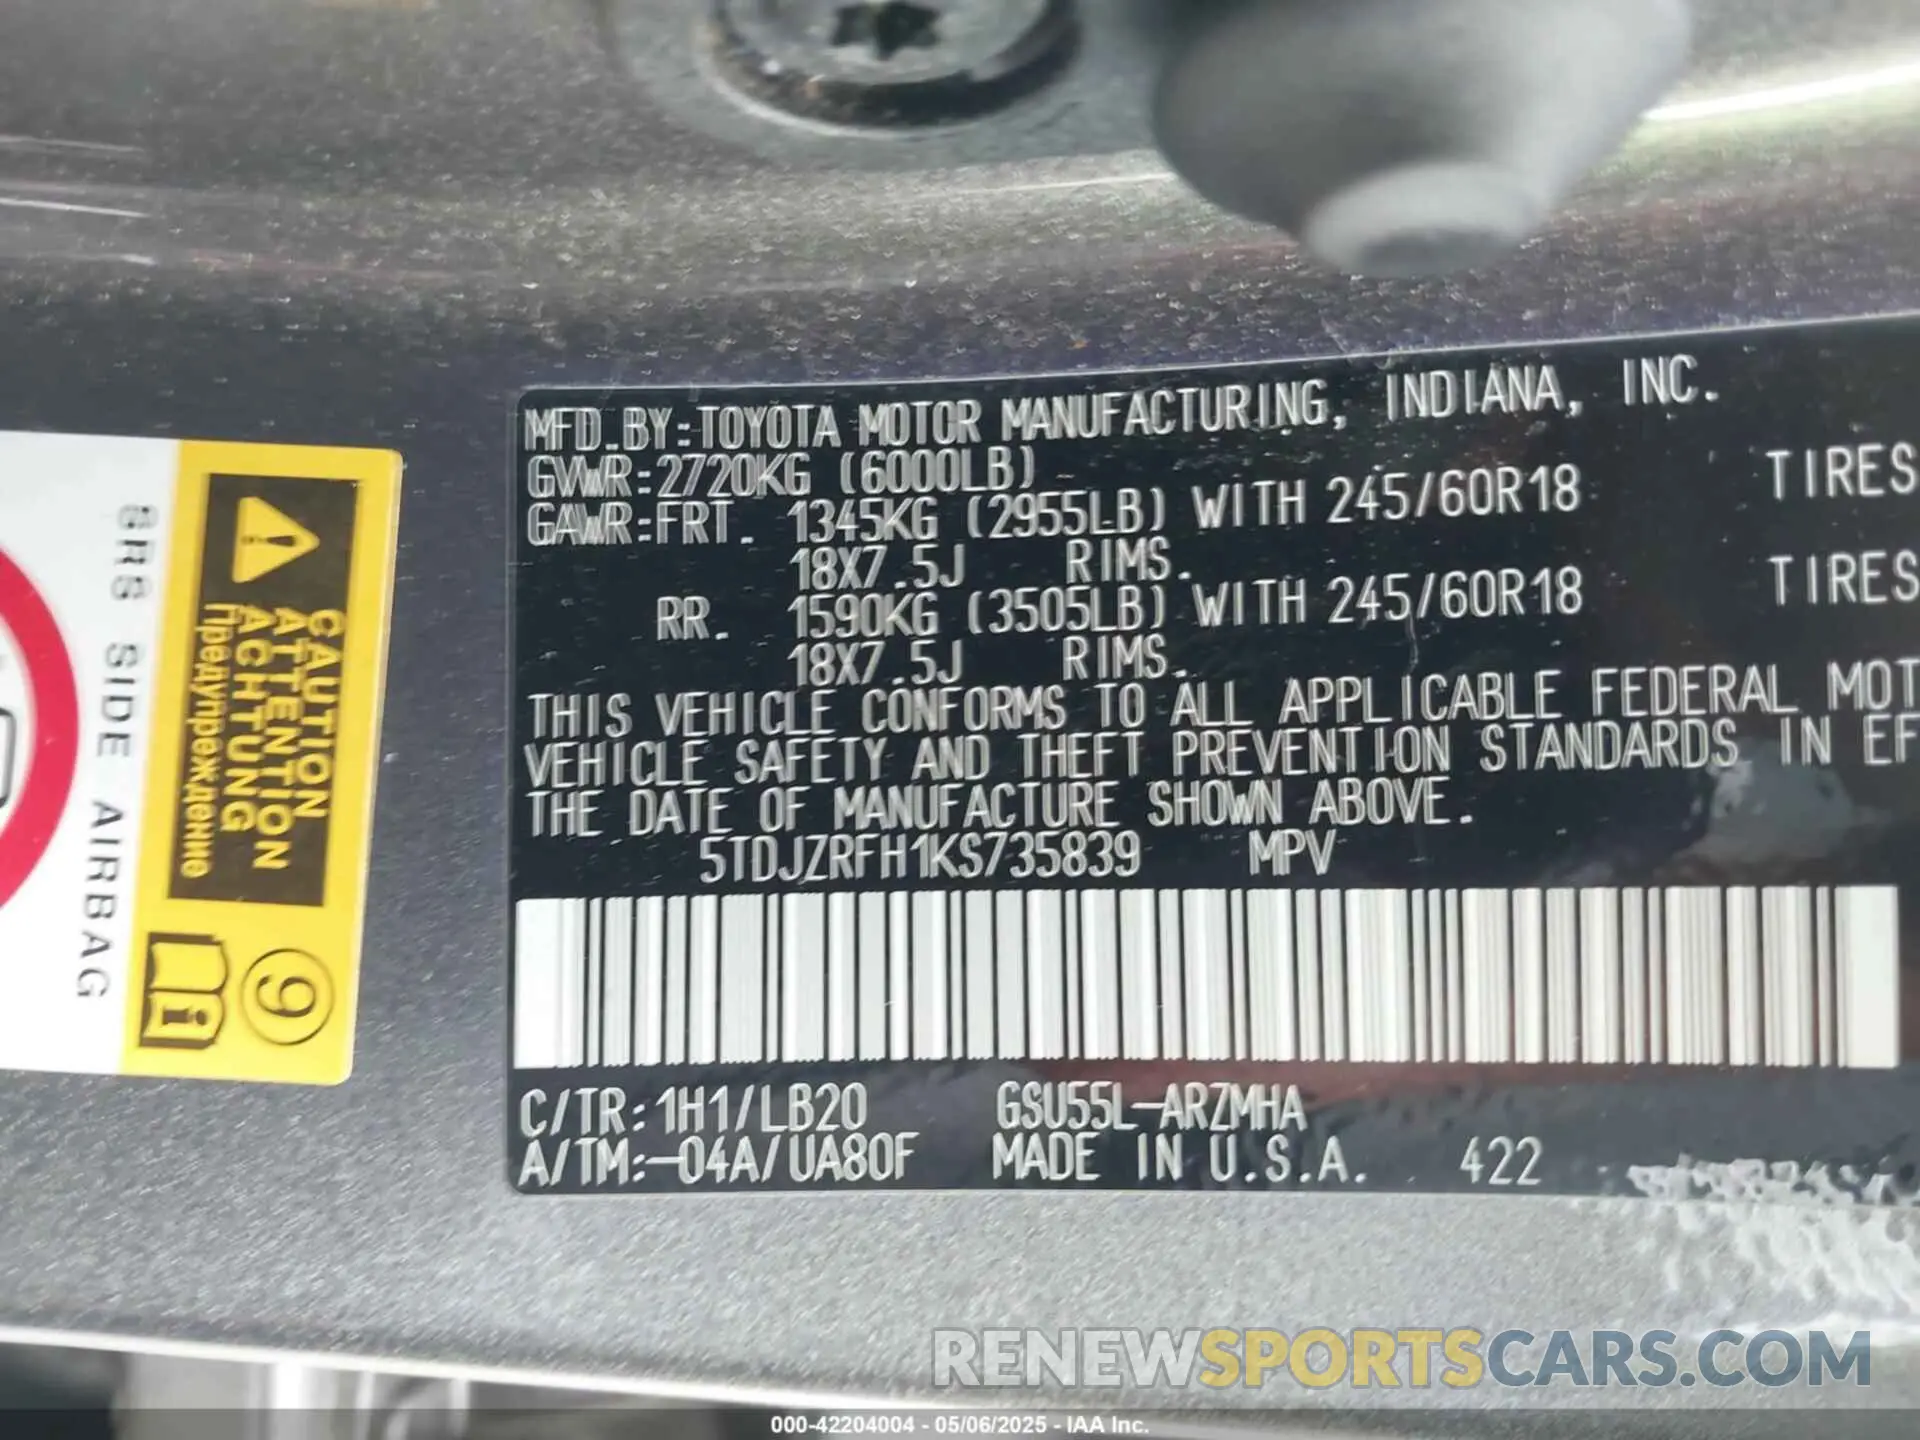 MFD.BY:TOYOTA MOTOR MANUFACTURING, INDIANA, INC.
GVWR:2720KG (6000LB)
GAWR:FRT. 1345KG (2955LB) WITH 245/60R18 TIRES
18X7.5J RIMS.
RR. 1590KG (3505LB) WITH 245/60R18 TIRES
18X7.5J RIMS.
THIS VEHICLE CONFORMS TO ALL APPLICABLE FEDERAL MOT
VEHICLE SAFETY AND THEFT PREVENTION STANDARDS IN EF
THE DATE OF MANUFACTURE SHOWN ABOVE.
5TDJZRFH1KS735839 MPV
C/TR:1H1/LB20 GSU55L-ARZMHA
A/TM:-04A/UA80F MADE IN U.S.A. 422
CAUTION
ATTENTION
ACHTUNG
Предупреждение
9
i
SRS SIDE AIRBAG
RENEWSPORTSCARS.COM
000-42204004 - 05/06/2025 - IAA Inc.